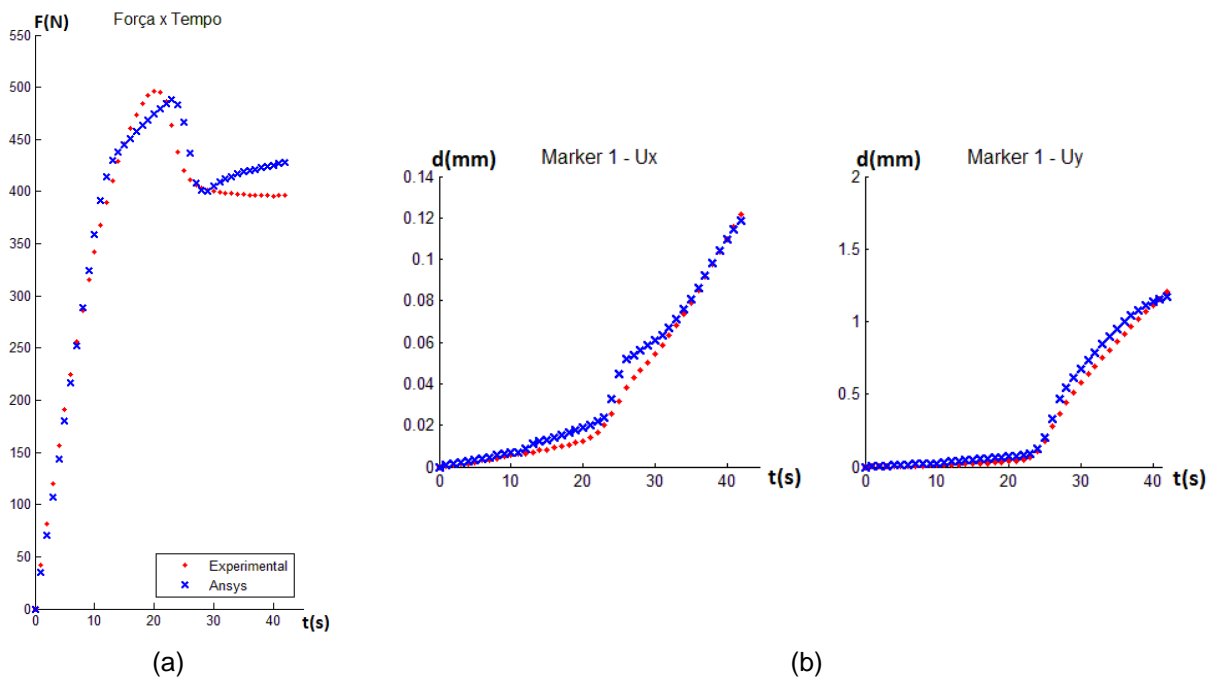 F(N)
Força x Tempo
550
500
450
400
350
300
250
200
150
100
50
0
0 10 20 30 40
t(s)
Experimental
Ansys
(a)
d(mm)
Marker 1 - Ux
0.14
0.12
0.1
0.08
0.06
0.04
0.02
0
0 10 20 30 40
t(s)
d(mm)
Marker 1 - Uy
2
1.5
1
0.5
0
0 10 20 30 40
t(s)
(b)